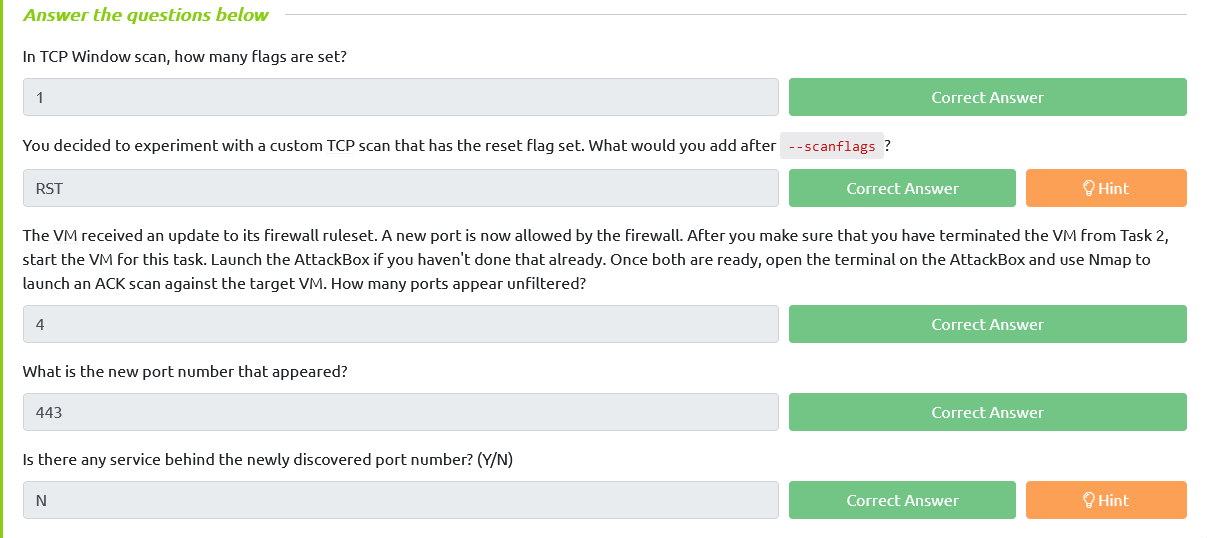 Answer the questions below
In TCP Window scan, how many flags are set?
1
Correct Answer
You decided to experiment with a custom TCP scan that has the reset flag set. What would you add after --scanflags ?
RST
Correct Answer
Hint
The VM received an update to its firewall ruleset. A new port is now allowed by the firewall. After you make sure that you have terminated the VM from Task 2,
start the VM for this task. Launch the AttackBox if you haven't done that already. Once both are ready, open the terminal on the AttackBox and use Nmap to
launch an ACK scan against the target VM. How many ports appear unfiltered?
4
Correct Answer
What is the new port number that appeared?
443
Correct Answer
Is there any service behind the newly discovered port number? (Y/N)
N
Correct Answer
Hint